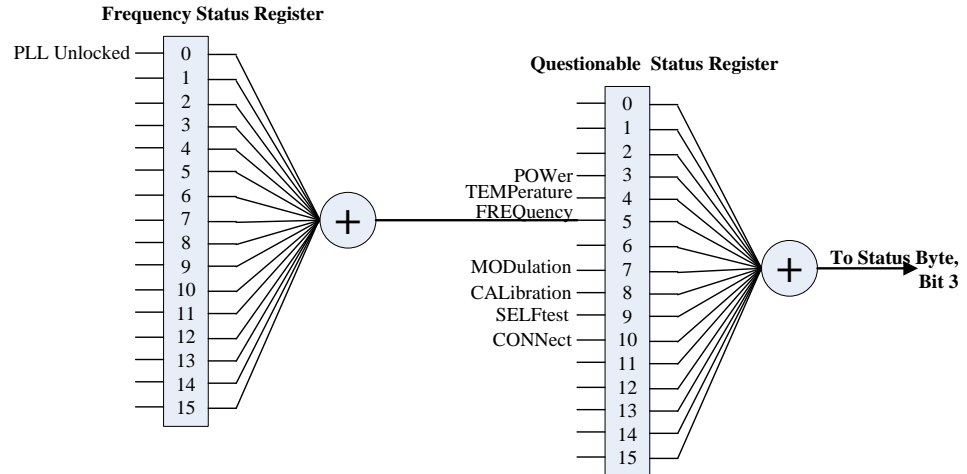 Frequency Status Register
PLL Unlocked
0
1
2
3
4
5
6
7
8
9
10
11
12
13
14
15
+
Questionable Status Register
POWer
TEMPerature
FREQuency
MODulation
CALibration
SELFtest
CONNect
0
1
2
3
4
5
6
7
8
9
10
11
12
13
14
15
+
To Status Byte,
Bit 3